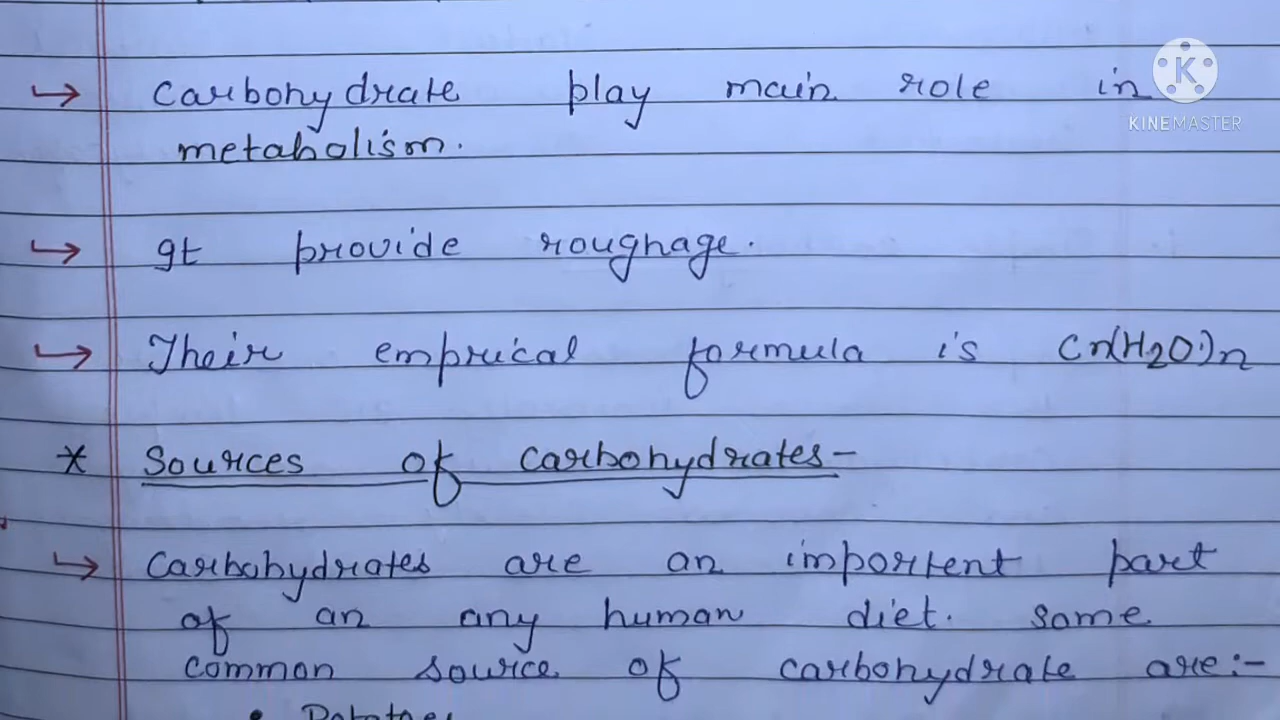 → carbohydrate play main role in
metabolism.
→ It provide roughage.
→ Their emprical formula is Cn(H2O)n
* Sources of carbohydrates-
→ carbohydrates are an importent part
of an any human diet. some
common source of carbohydrate are:-
• Potatoes
K
KINEMASTER